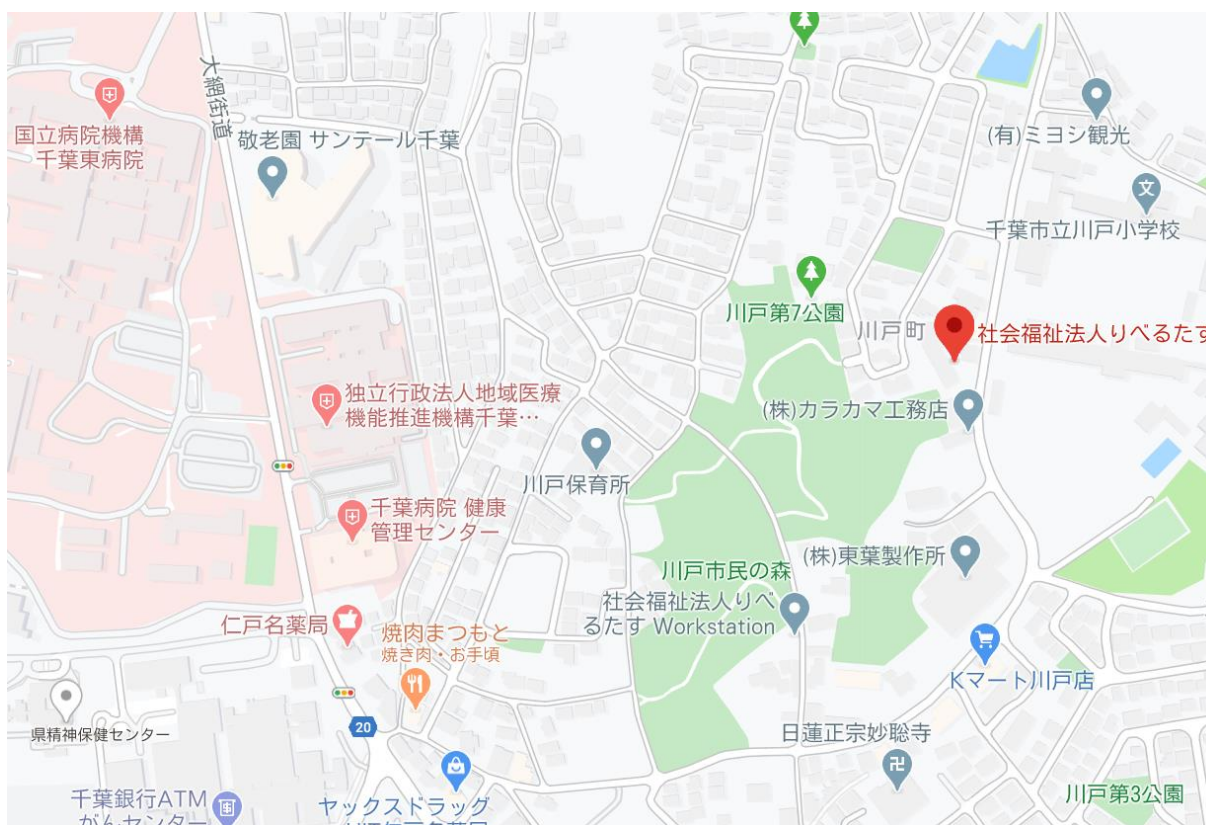 大網街道
国立病院機構
千葉東病院
敬老園 サンテール千葉
(有)ミヨシ観光
文
千葉市立川戸小学校
川戸第7公園
川戸町
社会福祉法人りべるたす
(株)カラカマ工務店
独立行政法人地域医療
機能推進機構千葉…
川戸保育所
千葉病院 健康
管理センター
(株)東葉製作所
川戸市民の森
社会福祉法人りべ
るたす Workstation
仁戸名薬局
焼肉まつもと
焼き肉・お手頃
Kマート川戸店
県精神保健センター
20
日蓮正宗妙聡寺
川戸第3公園
千葉銀行ATM
がんセンター
ヤックスドラッグ